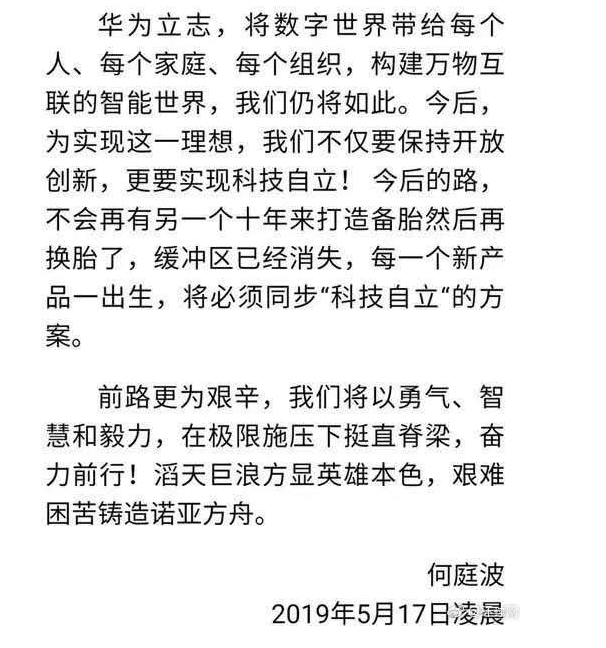 华为立志，将数字世界带给每个
人、每个家庭、每个组织，构建万物互
联的智能世界，我们仍将如此。今后，
为实现这一理想，我们不仅要保持开放
创新，更要实现科技自立！ 今后的路，
不会再有另一个十年来打造备胎然后再
换胎了，缓冲区已经消失，每一个新产
品一出生，将必须同步“科技自立“的方
案。
前路更为艰辛，我们将以勇气、智
慧和毅力，在极限施压下挺直脊梁，奋
力前行！滔天巨浪方显英雄本色，艰难
困苦铸造诺亚方舟。
何庭波
2019年5月17日凌晨